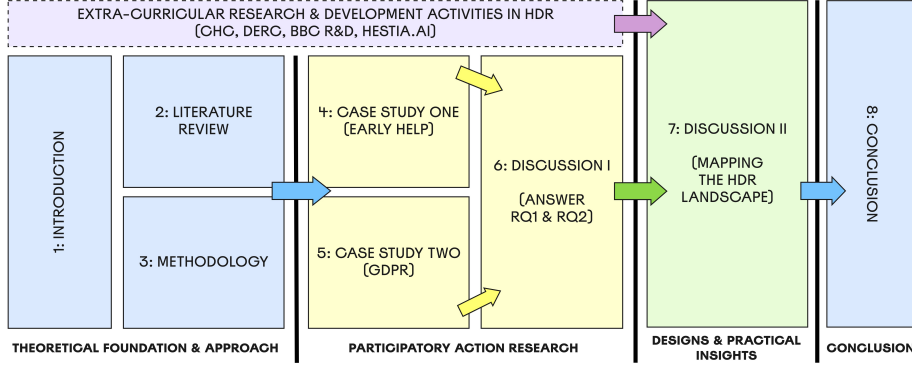 EXTRA-CURRICULAR RESEARCH & DEVELOPMENT ACTIVITIES IN HDR
(CHC, DERC, BBC R&D, HESTIA.AI)
1: INTRODUCTION
2: LITERATURE
REVIEW
3: METHODOLOGY
4: CASE STUDY ONE
(EARLY HELP)
5: CASE STUDY TWO
(GDPR)
6: DISCUSSION I
(ANSWER
RQ1 & RQ2)
7: DISCUSSION II
(MAPPING
THE HDR
LANDSCAPE)
8: CONCLUSION
THEORETICAL FOUNDATION & APPROACH
PARTICIPATORY ACTION RESEARCH
DESIGNS & PRACTICAL
INSIGHTS
CONCLUSION